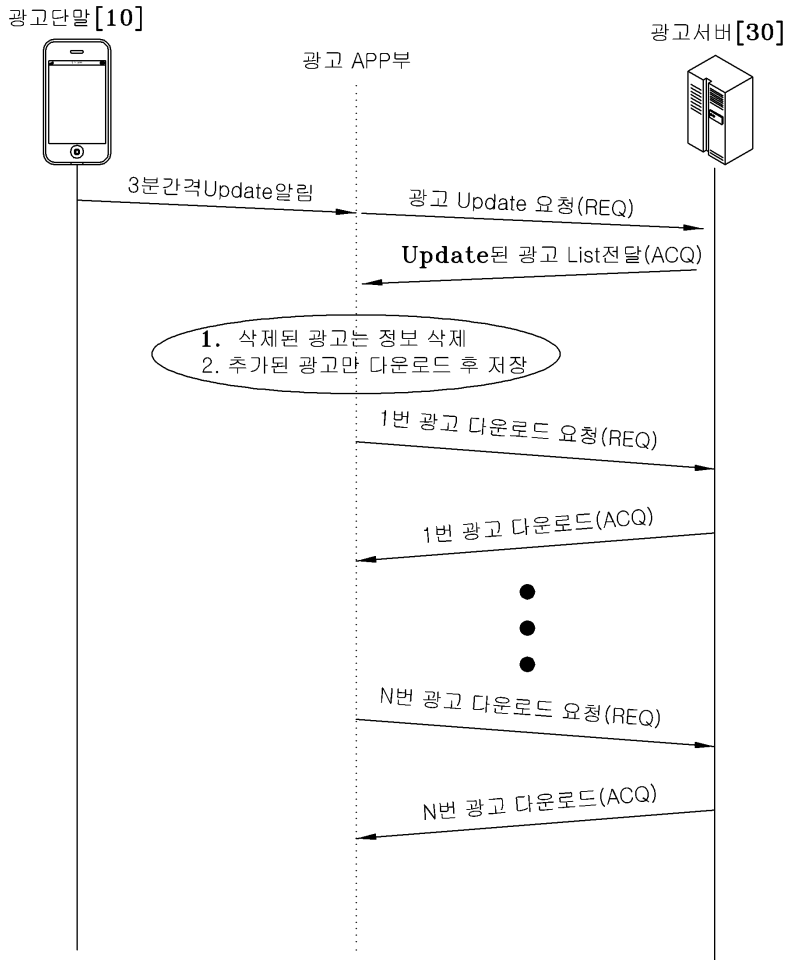 광고단말[10]
광고 APP부
광고서버[30]
3분간격Update알림
광고 Update 요청(REQ)
Update된 광고 List전달(ACQ)
1. 삭제된 광고는 정보 삭제
2. 추가된 광고만 다운로드 후 저장
1번 광고 다운로드 요청(REQ)
1번 광고 다운로드(ACQ)
N번 광고 다운로드 요청(REQ)
N번 광고 다운로드(ACQ)